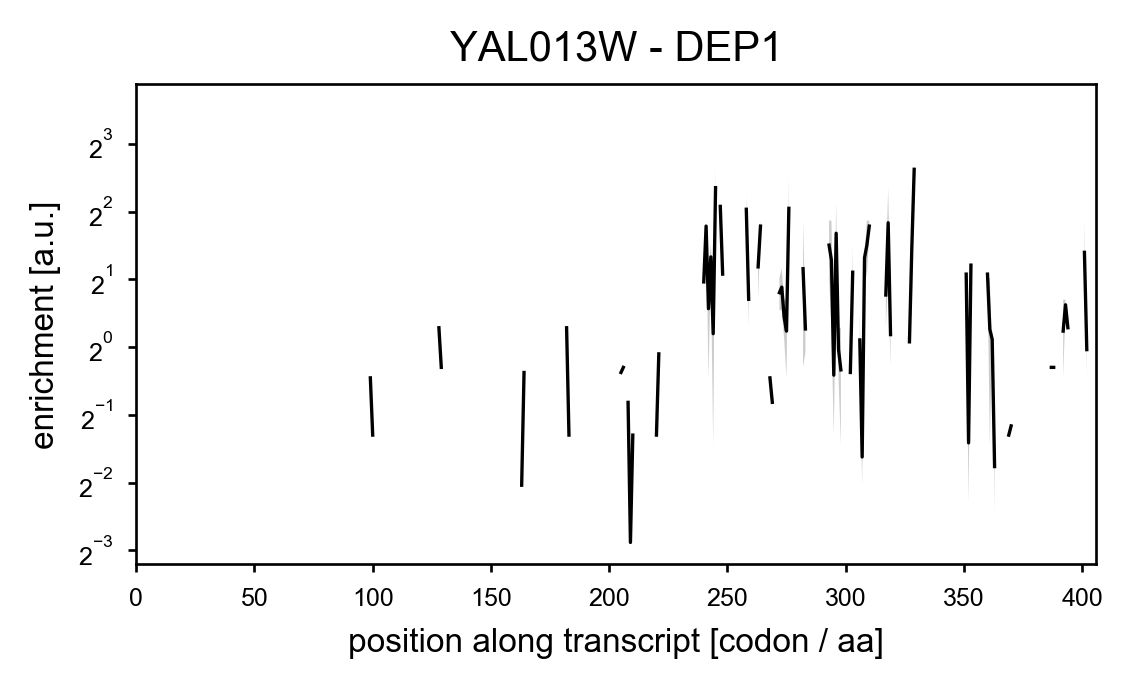 YAL013W - DEP1
enrichment [a.u.]
2^3
2^2
2^1
2^0
2^−1
2^−2
2^−3
0 50 100 150 200 250 300 350 400
position along transcript [codon / aa]